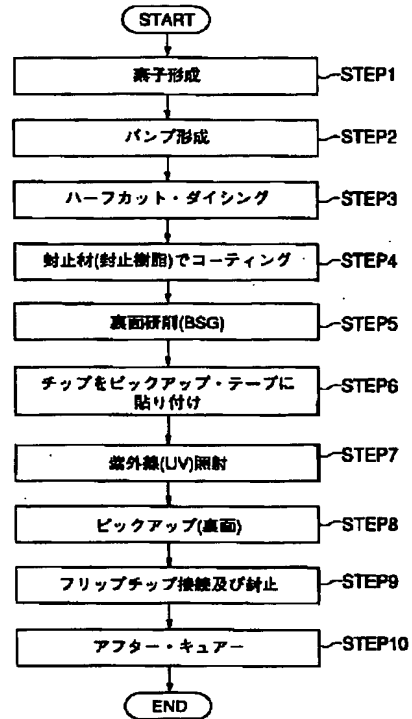 START
素子形成
STEP1
バンプ形成
STEP2
ハーフカット・ダイシング
STEP3
封止材(封止樹脂)でコーティング
STEP4
裏面研削(BSG)
STEP5
チップをピックアップ・テープに
貼り付け
STEP6
紫外線(UV)照射
STEP7
ピックアップ(裏面)
STEP8
フリップチップ接続及び封止
STEP9
アフター・キュアー
STEP10
END